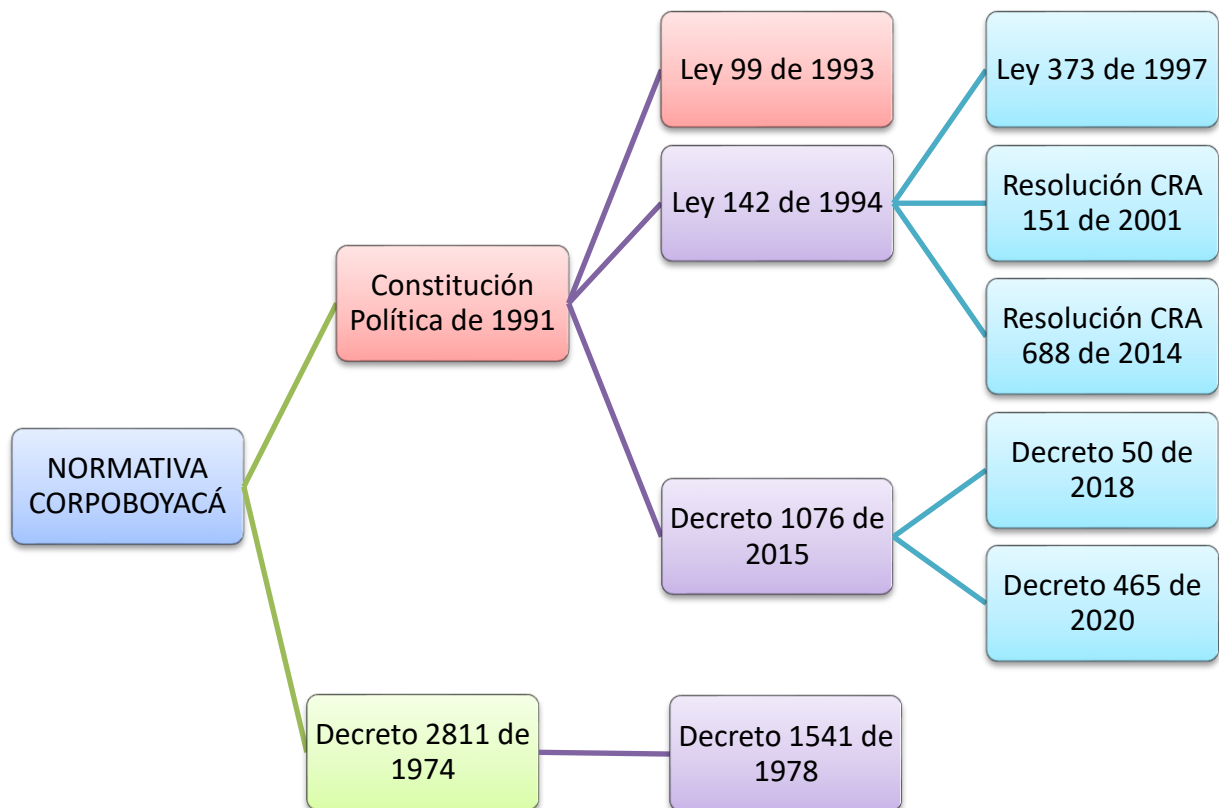 NORMATIVA
CORPOBOYACÁ
Constitución
Política de 1991
Ley 99 de 1993
Ley 142 de 1994
Ley 373 de 1997
Resolución CRA
151 de 2001
Resolución CRA
688 de 2014
Decreto 1076 de
2015
Decreto 50 de
2018
Decreto 465 de
2020
Decreto 2811 de
1974
Decreto 1541 de
1978